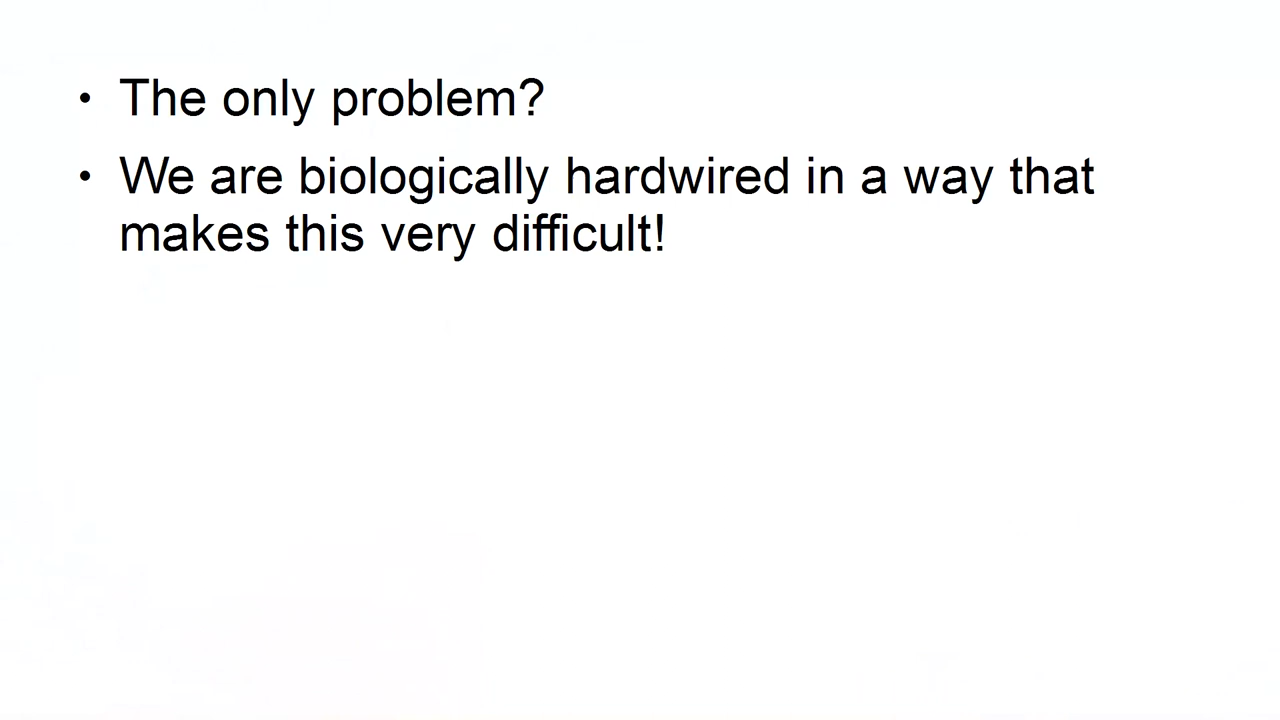 • The only problem?
• We are biologically hardwired in a way that
makes this very difficult!